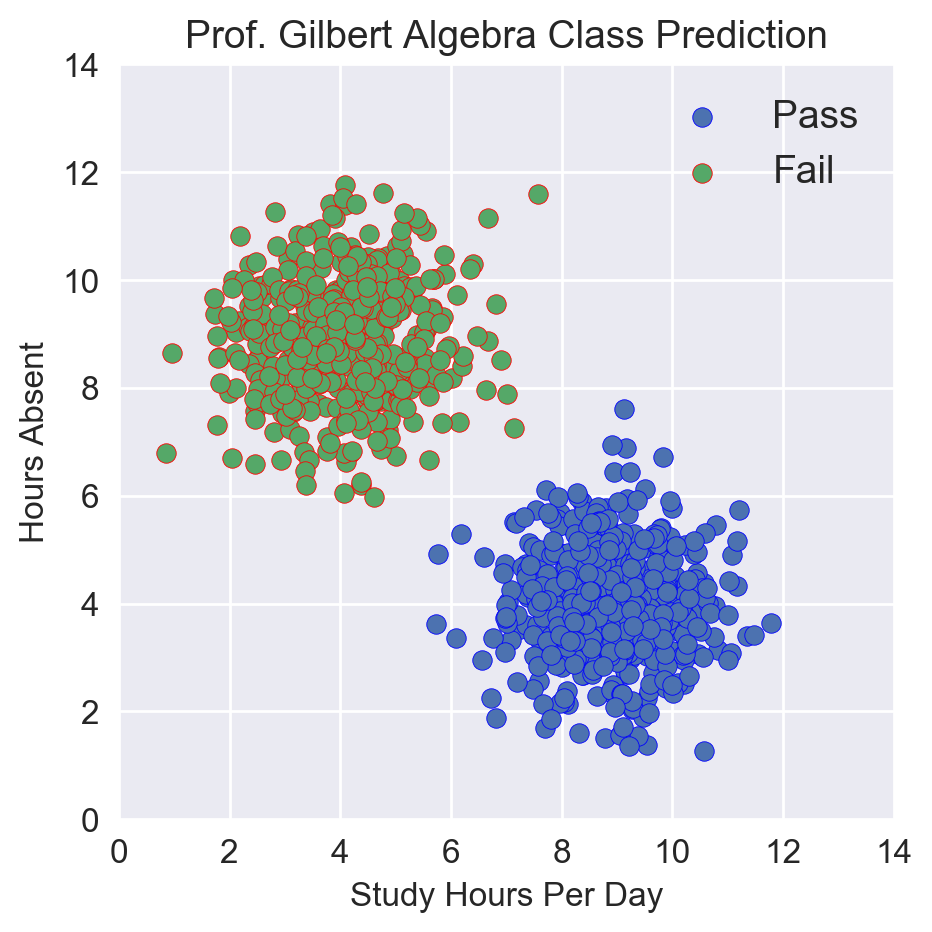 Prof. Gilbert Algebra Class Prediction
14
12
10
8
6
4
2
0
Hours Absent
Pass
Fail
0 2 4 6 8 10 12 14
Study Hours Per Day